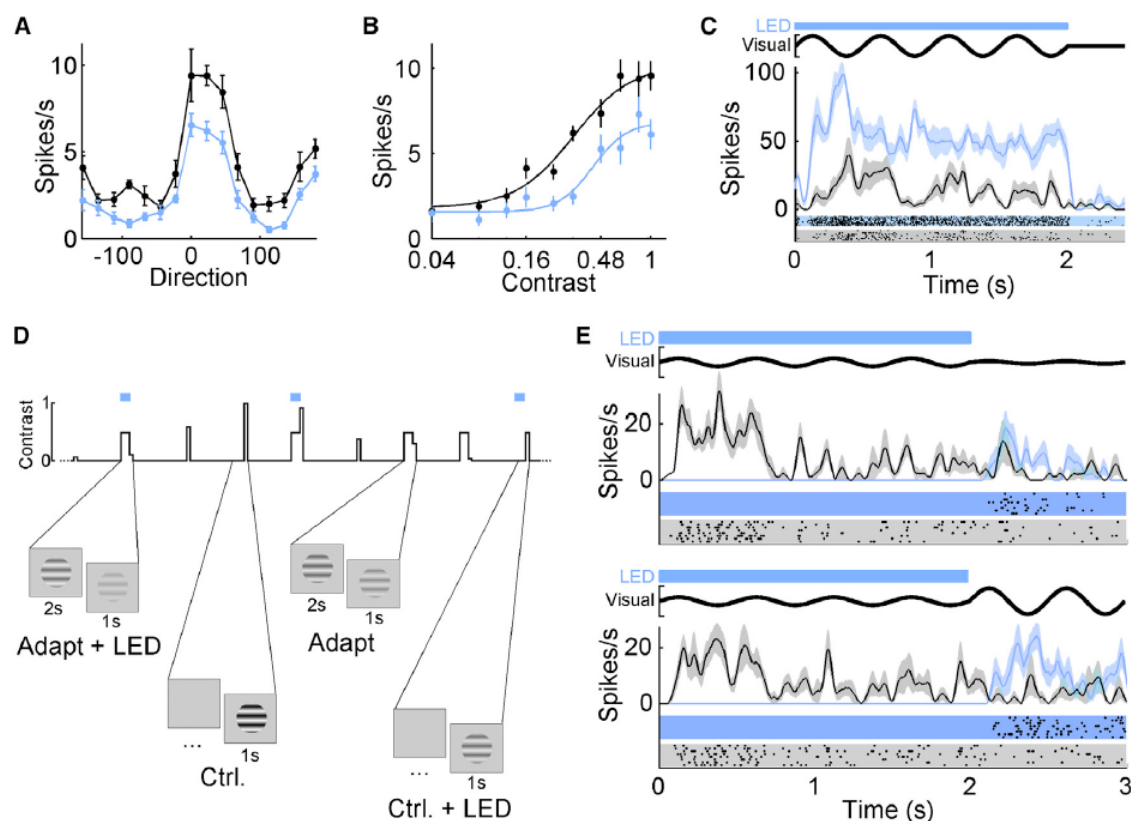 A
Spikes/s
10
5
0
-100 0 100
Direction
B
10
5
0
0.04 0.16 0.48 1
Contrast
C
LED
Visual
Spikes/s
100
50
0
0 1 2
Time (s)
D
Contrast
1
0
2s 1s
Adapt + LED
... 1s
Ctrl.
2s 1s
Adapt
... 1s
Ctrl. + LED
E
LED
Visual
Spikes/s
20
0
LED
Visual
Spikes/s
20
0
0 1 2 3
Time (s)